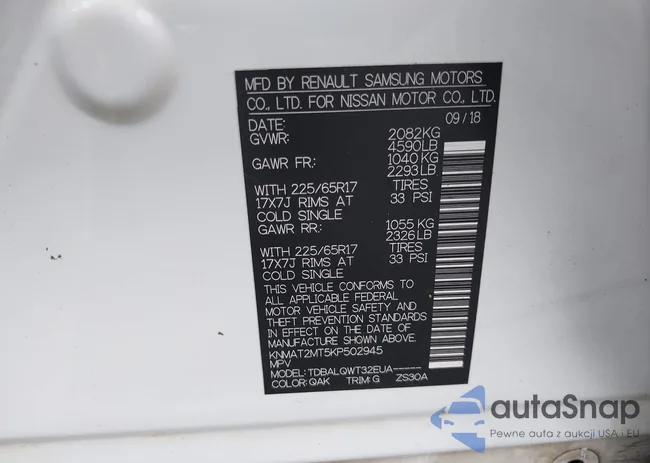 MFD BY RENAULT SAMSUNG MOTORS
CO., LTD. FOR NISSAN MOTOR CO., LTD.
DATE: 09 / 18
GVWR: 2082KG
4590LB
GAWR FR: 1040 KG
2293LB
WITH 225/65R17 TIRES
17X7J RIMS AT 33 PSI
COLD SINGLE
GAWR RR: 1055 KG
2326LB
WITH 225/65R17 TIRES
17X7J RIMS AT 33 PSI
COLD SINGLE
THIS VEHICLE CONFORMS TO
ALL APPLICABLE FEDERAL
MOTOR VEHICLE SAFETY AND
THEFT PREVENTION STANDARDS
IN EFFECT ON THE DATE OF
MANUFACTURE SHOWN ABOVE.
KNMAT2MT5KP502945
MPV
MODEL: TDBALQWT32EUA-----
COLOR: QAK TRIM: G ZS30A
autaSnap
Pewne auta z aukcji USA i EU